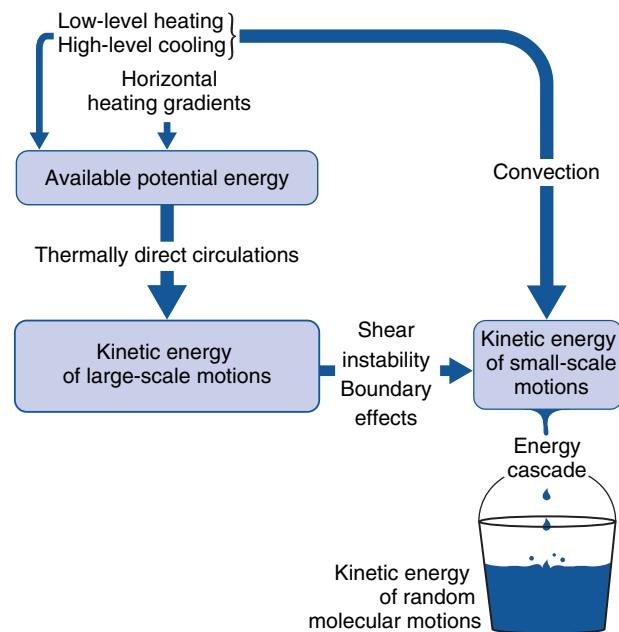 Low-level heating
High-level cooling
Horizontal
heating gradients
Available potential energy
Convection
Thermally direct circulations
Kinetic energy
of large-scale motions
Shear
instability
Boundary
effects
Kinetic energy
of small-scale
motions
Energy
cascade
Kinetic energy
of random
molecular motions